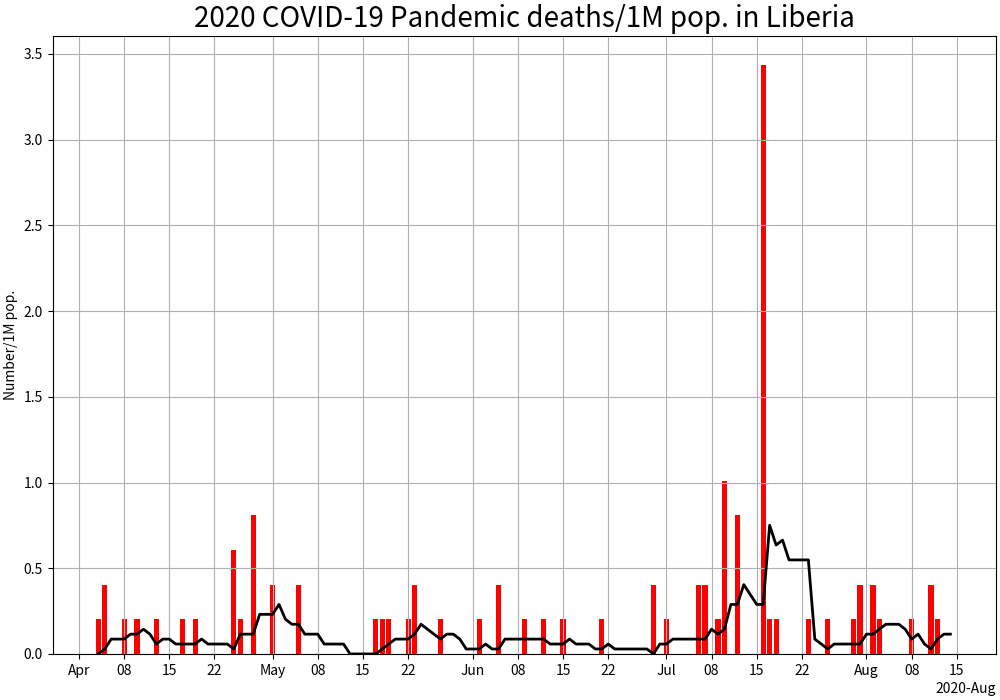 2020 COVID-19 Pandemic deaths/1M pop. in Liberia
Number/1M pop.
3.5
3.0
2.5
2.0
1.5
1.0
0.5
0.0
Apr 08 15 22 May 08 15 22 Jun 08 15 22 Jul 08 15 22 Aug 08 15
2020-Aug